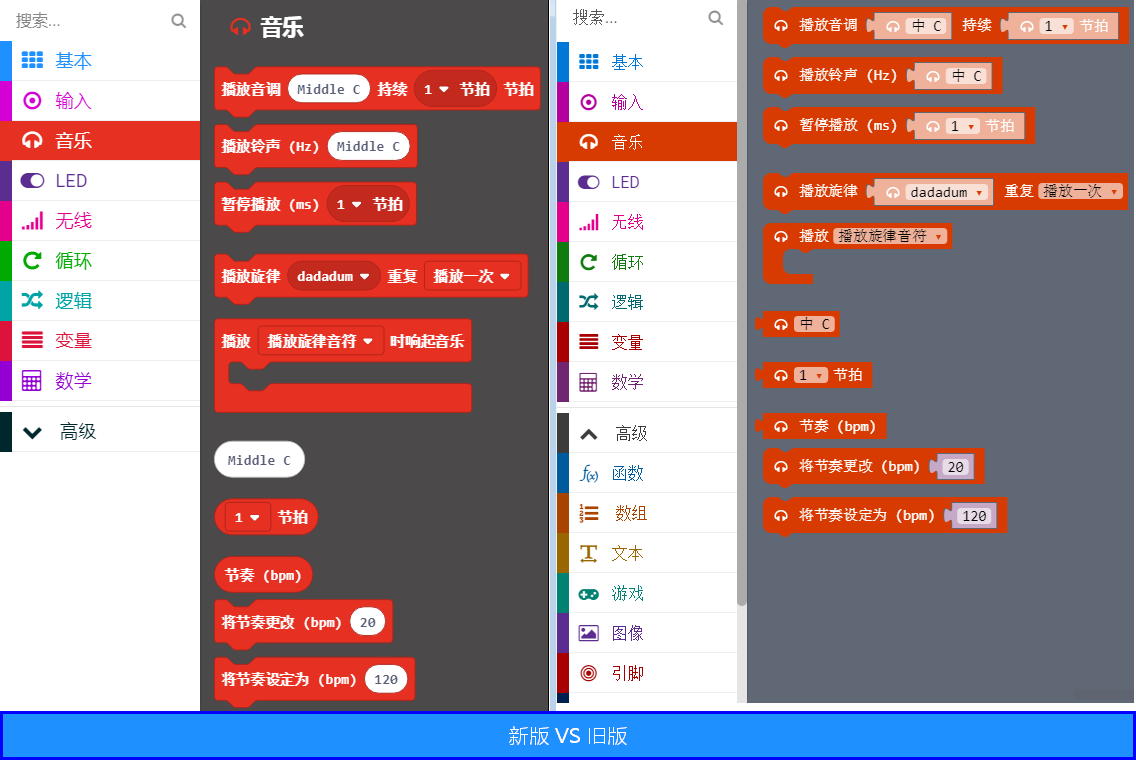 搜索...
基本
输入
音乐
LED
无线
循环
逻辑
变量
数学
高级
音乐
播放音调 Middle C 持续 1 节拍 节拍
播放铃声 (Hz) Middle C
暂停播放 (ms) 1 节拍
播放旋律 dadadum 重复 播放一次
播放 播放旋律音符 时响起音乐
Middle C
1 节拍
节奏 (bpm)
将节奏更改 (bpm) 20
将节奏设定为 (bpm) 120
搜索...
基本
输入
音乐
LED
无线
循环
逻辑
变量
数学
高级
f(x) 函数
数组
文本
游戏
图像
引脚
播放音调 中 C 持续 1 节拍
播放铃声 (Hz) 中 C
暂停播放 (ms) 1 节拍
播放旋律 dadadum 重复 播放一次
播放 播放旋律音符
中 C
1 节拍
节奏 (bpm)
将节奏更改 (bpm) 20
将节奏设定为 (bpm) 120
新版 VS 旧版